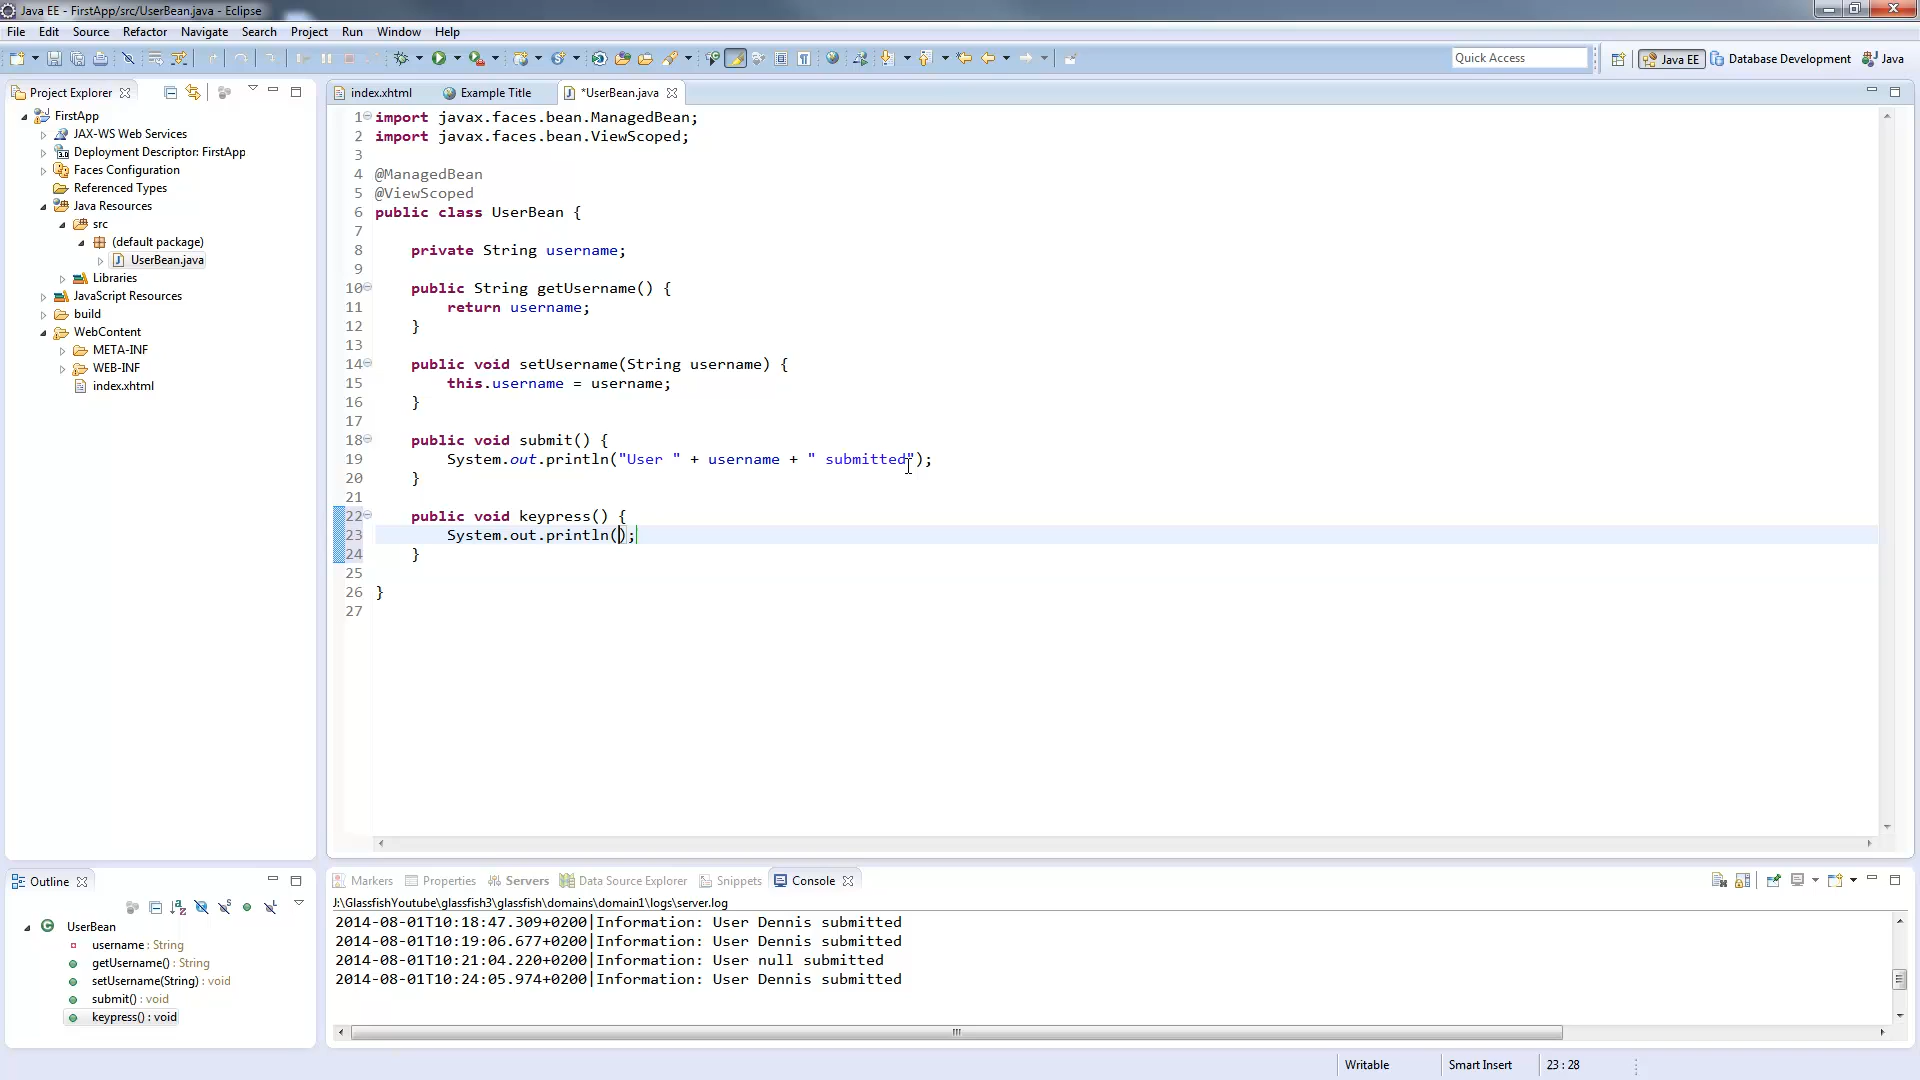 Java EE - FirstApp/src/UserBean.java - Eclipse
File Edit Source Refactor Navigate Search Project Run Window Help
Quick Access
Java EE Database Development Java
Project Explorer
FirstApp
JAX-WS Web Services
Deployment Descriptor: FirstApp
Faces Configuration
Referenced Types
Java Resources
src
(default package)
UserBean.java
Libraries
JavaScript Resources
build
WebContent
META-INF
WEB-INF
index.xhtml
index.xhtml Example Title *UserBean.java
1 import javax.faces.bean.ManagedBean;
2 import javax.faces.bean.ViewScoped;
3
4 @ManagedBean
5 @ViewScoped
6 public class UserBean {
7
8 private String username;
9
10 public String getUsername() {
11 return username;
12 }
13
14 public void setUsername(String username) {
15 this.username = username;
16 }
17
18 public void submit() {
19 System.out.println("User " + username + " submitted");
20 }
21
22 public void keypress() {
23 System.out.println();
24 }
25
26 }
27
Outline
UserBean
username : String
getUsername() : String
setUsername(String) : void
submit() : void
keypress() : void
Markers Properties Servers Data Source Explorer Snippets Console
J:\GlassfishYoutube\glassfish3\glassfish\domains\domain1\logs\server.log
2014-08-01T10:18:47.309+0200|Information: User Dennis submitted
2014-08-01T10:19:06.677+0200|Information: User Dennis submitted
2014-08-01T10:21:04.220+0200|Information: User null submitted
2014-08-01T10:24:05.974+0200|Information: User Dennis submitted
Writable Smart Insert 23 : 28